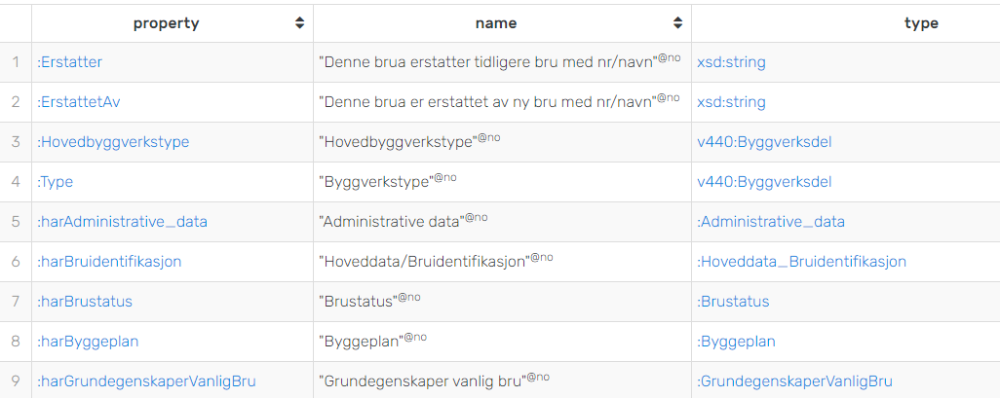 property name type
1 :Erstatter "Denne brua erstatter tidligere bru med nr/navn"@no xsd:string
2 :ErstattetAv "Denne brua er erstattet av ny bru med nr/navn"@no xsd:string
3 :Hovedbyggverkstype "Hovedbyggverkstype"@no v440:Byggverksdel
4 :Type "Byggverkstype"@no v440:Byggverksdel
5 :harAdministrative_data "Administrative data"@no :Administrative_data
6 :harBruidentifikasjon "Hoveddata/Bruidentifikasjon"@no :Hoveddata_Bruidentifikasjon
7 :harBrustatus "Brustatus"@no :Brustatus
8 :harByggeplan "Byggeplan"@no :Byggeplan
9 :harGrundegenskaperVanligBru "Grundegenskaper vanlig bru"@no :GrundegenskaperVanligBru